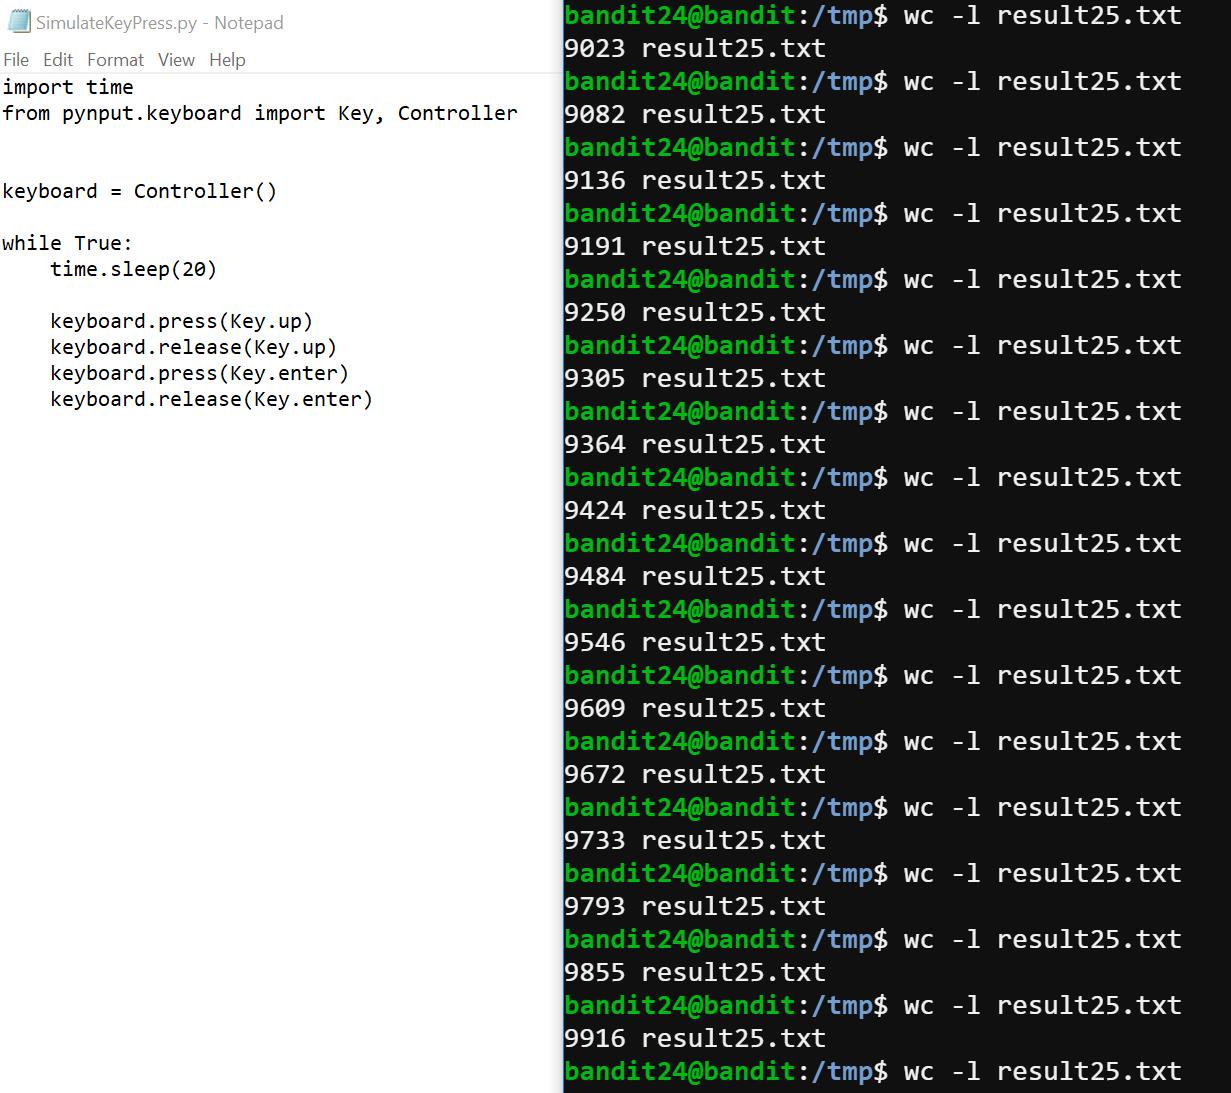 SimulateKeyPress.py - Notepad
File Edit Format View Help
import time
from pynput.keyboard import Key, Controller
keyboard = Controller()
while True:
    time.sleep(20)
    keyboard.press(Key.up)
    keyboard.release(Key.up)
    keyboard.press(Key.enter)
    keyboard.release(Key.enter)
bandit24@bandit:/tmp$ wc -l result25.txt
9023 result25.txt
bandit24@bandit:/tmp$ wc -l result25.txt
9082 result25.txt
bandit24@bandit:/tmp$ wc -l result25.txt
9136 result25.txt
bandit24@bandit:/tmp$ wc -l result25.txt
9191 result25.txt
bandit24@bandit:/tmp$ wc -l result25.txt
9250 result25.txt
bandit24@bandit:/tmp$ wc -l result25.txt
9305 result25.txt
bandit24@bandit:/tmp$ wc -l result25.txt
9364 result25.txt
bandit24@bandit:/tmp$ wc -l result25.txt
9424 result25.txt
bandit24@bandit:/tmp$ wc -l result25.txt
9484 result25.txt
bandit24@bandit:/tmp$ wc -l result25.txt
9546 result25.txt
bandit24@bandit:/tmp$ wc -l result25.txt
9609 result25.txt
bandit24@bandit:/tmp$ wc -l result25.txt
9672 result25.txt
bandit24@bandit:/tmp$ wc -l result25.txt
9733 result25.txt
bandit24@bandit:/tmp$ wc -l result25.txt
9793 result25.txt
bandit24@bandit:/tmp$ wc -l result25.txt
9855 result25.txt
bandit24@bandit:/tmp$ wc -l result25.txt
9916 result25.txt
bandit24@bandit:/tmp$ wc -l result25.txt